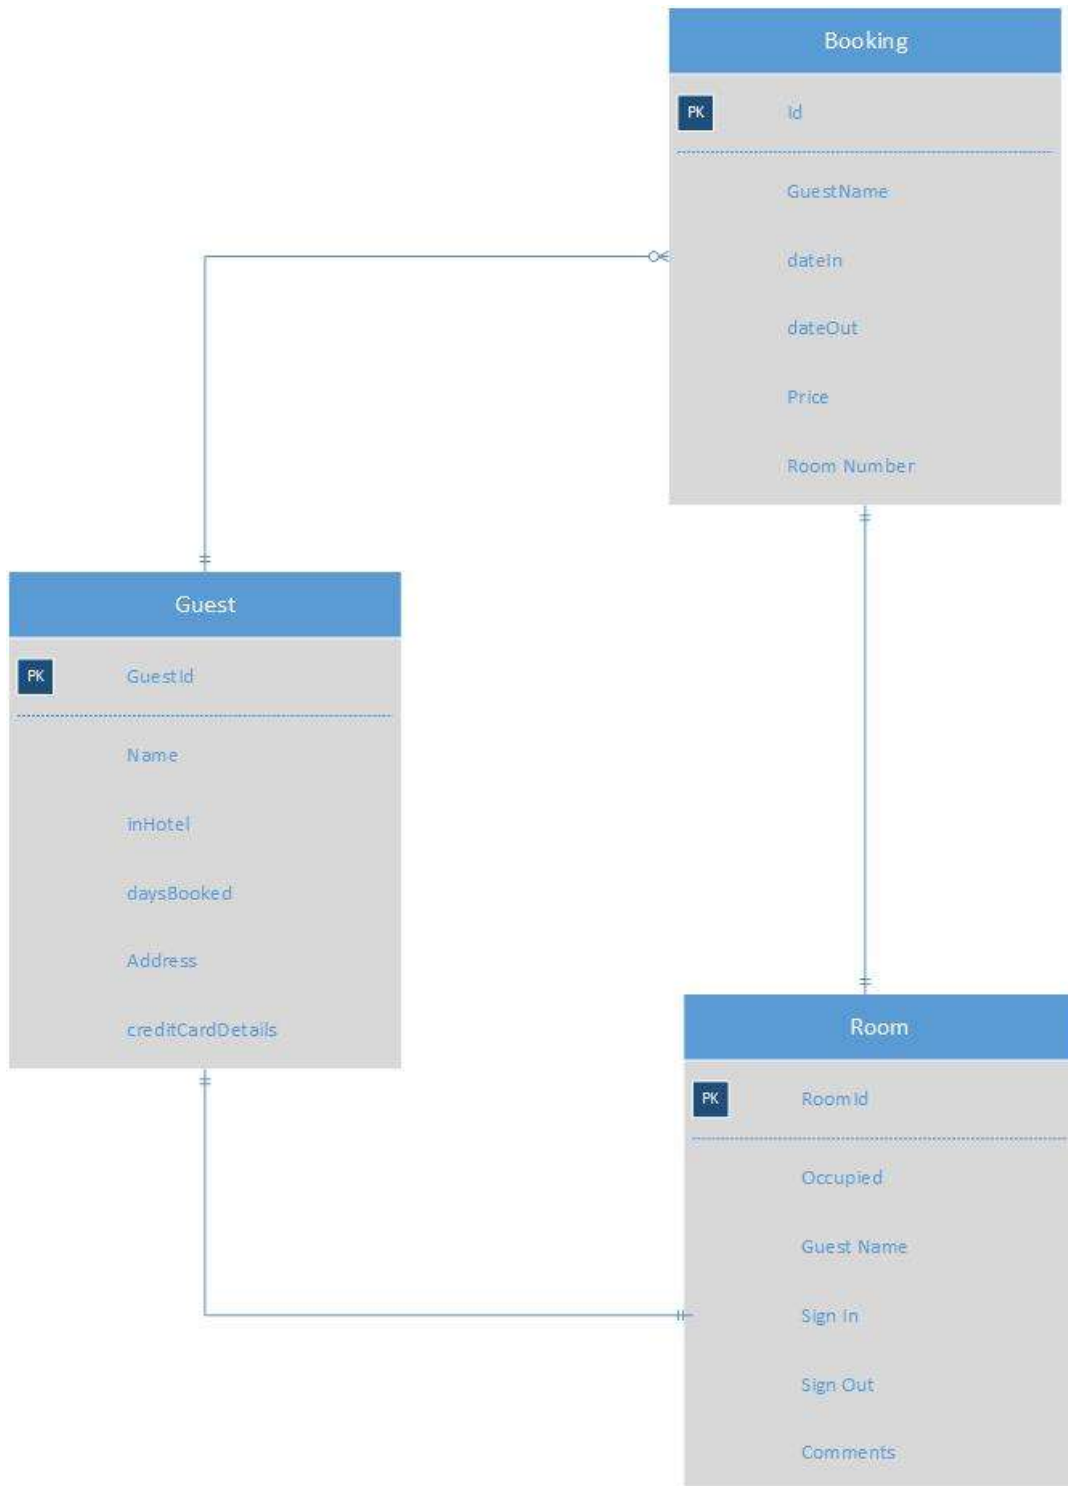 Booking
PK Id
GuestName
dateIn
dateOut
Price
Room Number
Guest
PK GuestId
Name
inHotel
daysBooked
Address
creditCardDetails
Room
PK RoomId
Occupied
Guest Name
Sign In
Sign Out
Comments